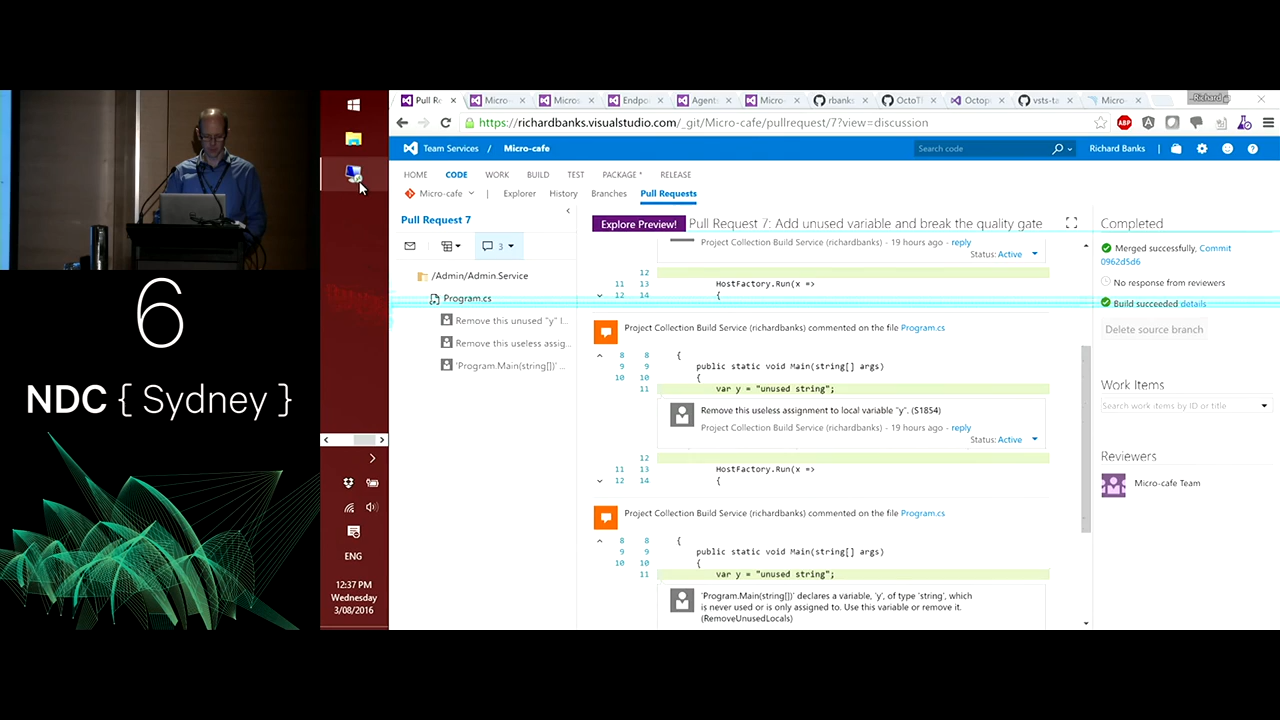 6
NDC { Sydney }
12:37 PM
Wednesday
3/08/2016
ENG
Pull R
Micro-
Micros
Endpo
Agent
Micro-
rbanks
OctoT
Octop
vsts-ta
Micro-
Richard
https://richardbanks.visualstudio.com/_git/Micro-cafe/pullrequest/7?view=discussion
ABP
Team Services / Micro-cafe
Search code
Richard Banks
HOME CODE WORK BUILD TEST PACKAGE* RELEASE
Micro-cafe | Explorer History Branches Pull Requests
Pull Request 7
3
/Admin/Admin.Service
Program.cs
Remove this unused "y" l...
Remove this useless assig...
'Program.Main(string[])' ...
Explore Preview! Pull Request 7: Add unused variable and break the quality gate
Project Collection Build Service (richardbanks) - 19 hours ago - reply
Status: Active
12
11 13 HostFactory.Run(x =>
12 14 {
Project Collection Build Service (richardbanks) commented on the file Program.cs
8 8 {
9 9 public static void Main(string[] args)
10 10 {
11 var y = "unused string";
Remove this useless assignment to local variable "y". (S1854)
Project Collection Build Service (richardbanks) - 19 hours ago - reply
Status: Active
12
11 13 HostFactory.Run(x =>
12 14 {
Project Collection Build Service (richardbanks) commented on the file Program.cs
8 8 {
9 9 public static void Main(string[] args)
10 10 {
11 var y = "unused string";
'Program.Main(string[])' declares a variable, 'y', of type 'string', which
is never used or is only assigned to. Use this variable or remove it.
(RemoveUnusedLocals)
Completed
Merged successfully, Commit
0962d5d6
No response from reviewers
Build succeeded details
Delete source branch
Work Items
Search work items by ID or title
Reviewers
Micro-cafe Team